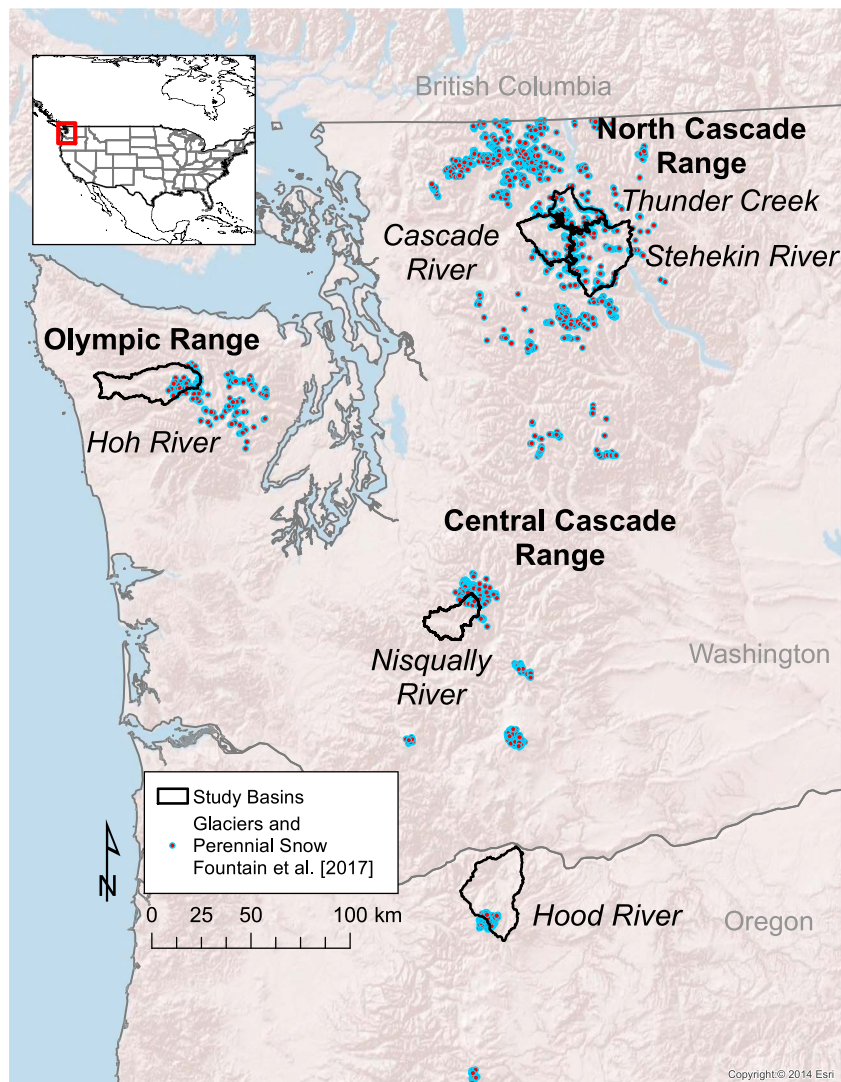 British Columbia
North Cascade
Range
Thunder Creek
Cascade
River
Stehekin River
Olympic Range
Hoh River
Central Cascade
Range
Nisqually
River
Washington
Study Basins
Glaciers and
Perennial Snow
Fountain et al. [2017]
N
0 25 50 100 km
Hood River
Oregon
Copyright:© 2014 Esri